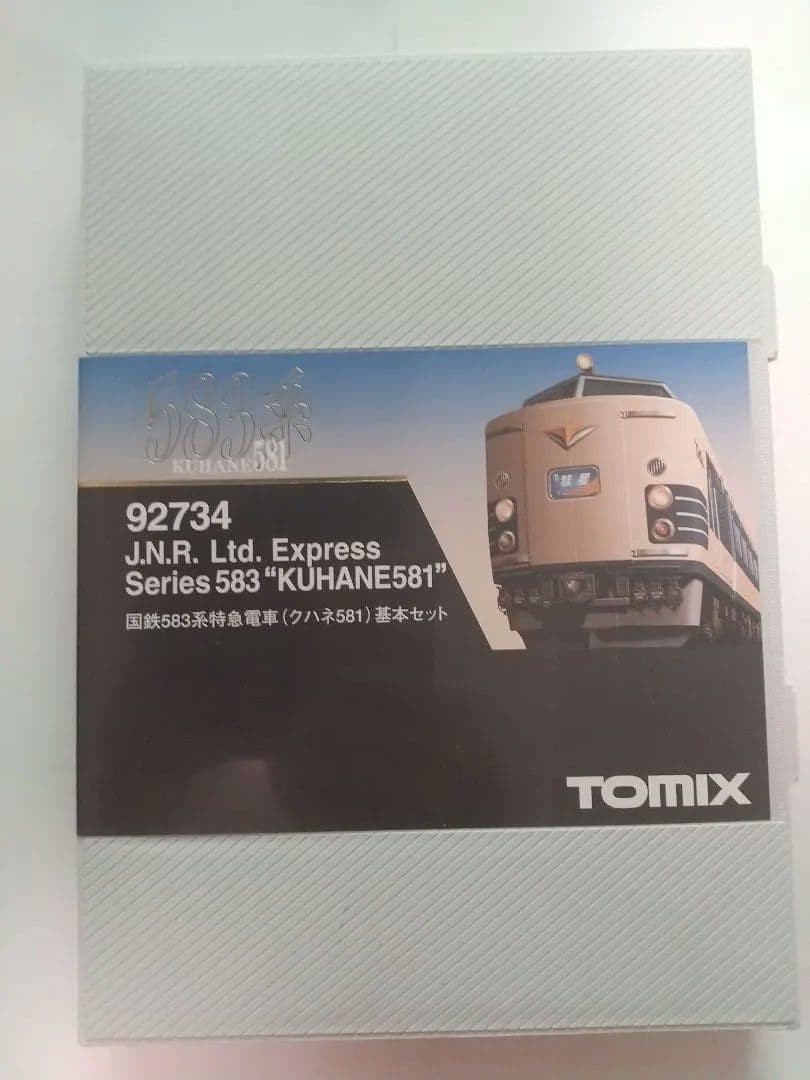 583系
KUHANE581
92734
J.N.R. Ltd. Express
Series 583 “KUHANE581”
国鉄583系特急電車(クハネ581)基本セット
TOMIX